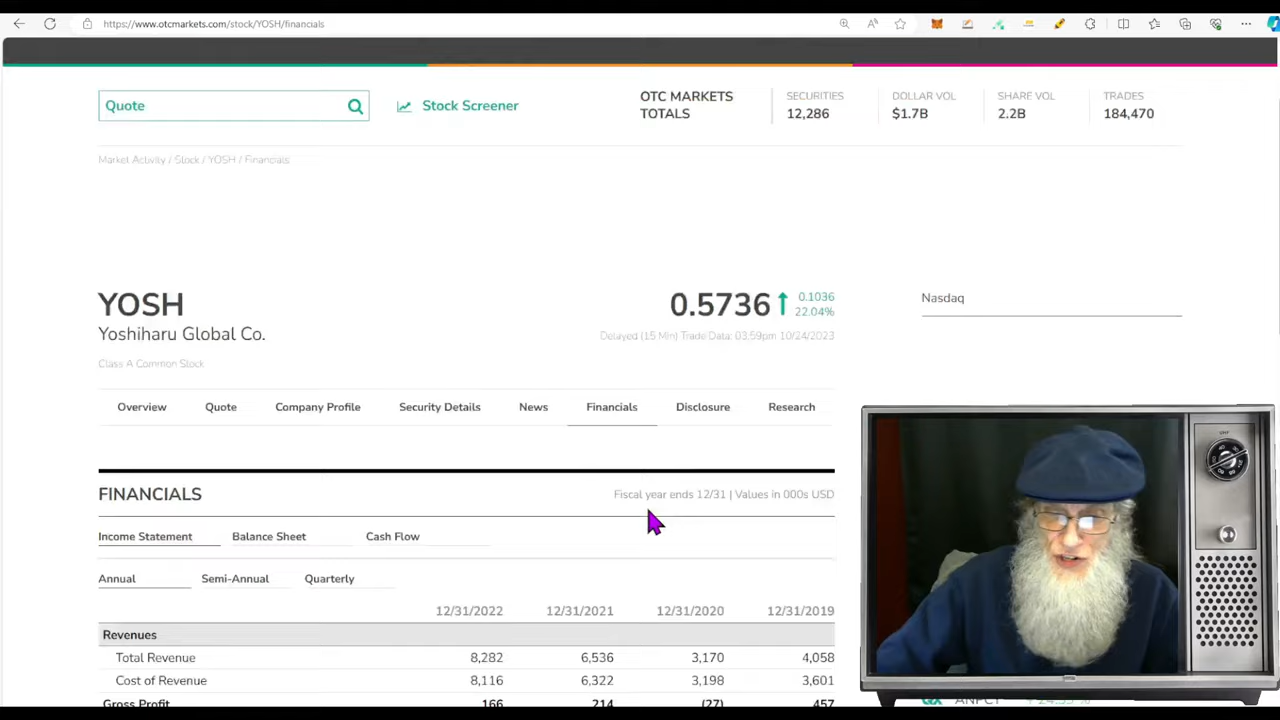 https://www.otcmarkets.com/stock/YOSH/financials
Quote
Stock Screener
OTC MARKETS TOTALS
SECURITIES
12,286
DOLLAR VOL
$1.7B
SHARE VOL
2.2B
TRADES
184,470
Market Activity / Stock / YOSH / Financials
YOSH
Yoshiharu Global Co.
Class A Common Stock
0.5736
0.1036
22.04%
Delayed (15 Min) Trade Data: 03:59pm 10/24/2023
Nasdaq
Overview Quote Company Profile Security Details News Financials Disclosure Research
FINANCIALS
Fiscal year ends 12/31 | Values in 000s USD
Income Statement Balance Sheet Cash Flow
Annual Semi-Annual Quarterly
12/31/2022 12/31/2021 12/31/2020 12/31/2019
Revenues
Total Revenue 8,282 6,536 3,170 4,058
Cost of Revenue 8,116 6,322 3,198 3,601
Gross Profit 166 214 (27) 457